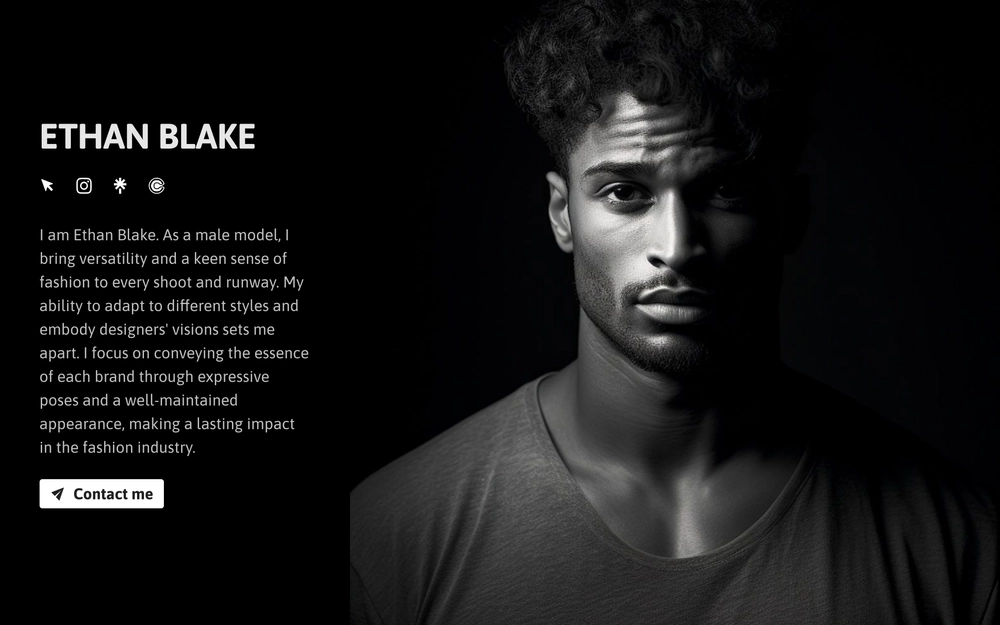 ETHAN BLAKE
I am Ethan Blake. As a male model, I
bring versatility and a keen sense of
fashion to every shoot and runway. My
ability to adapt to different styles and
embody designers' visions sets me
apart. I focus on conveying the essence
of each brand through expressive
poses and a well-maintained
appearance, making a lasting impact
in the fashion industry.
Contact me